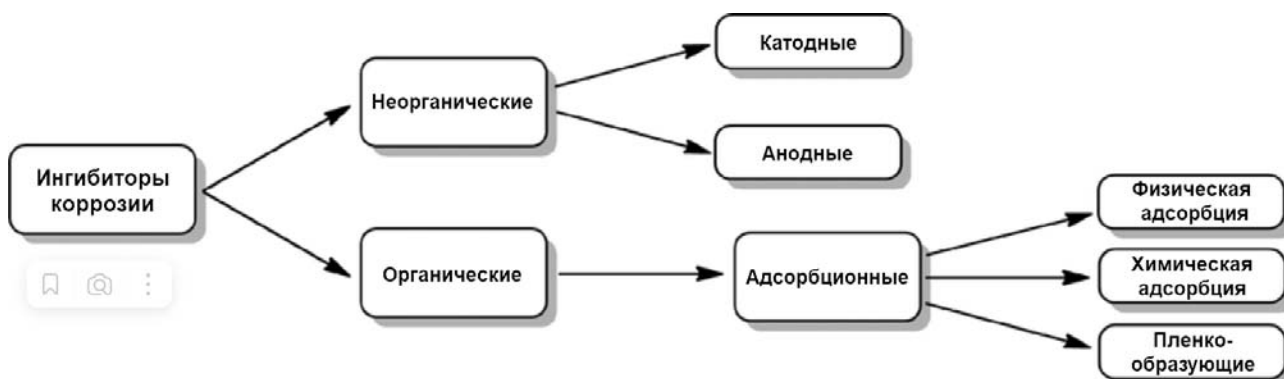 Ингибиторы
коррозии
Неорганические
Катодные
Анодные
Органические
Адсорбционные
Физическая
адсорбция
Химическая
адсорбция
Пленко-
образующие